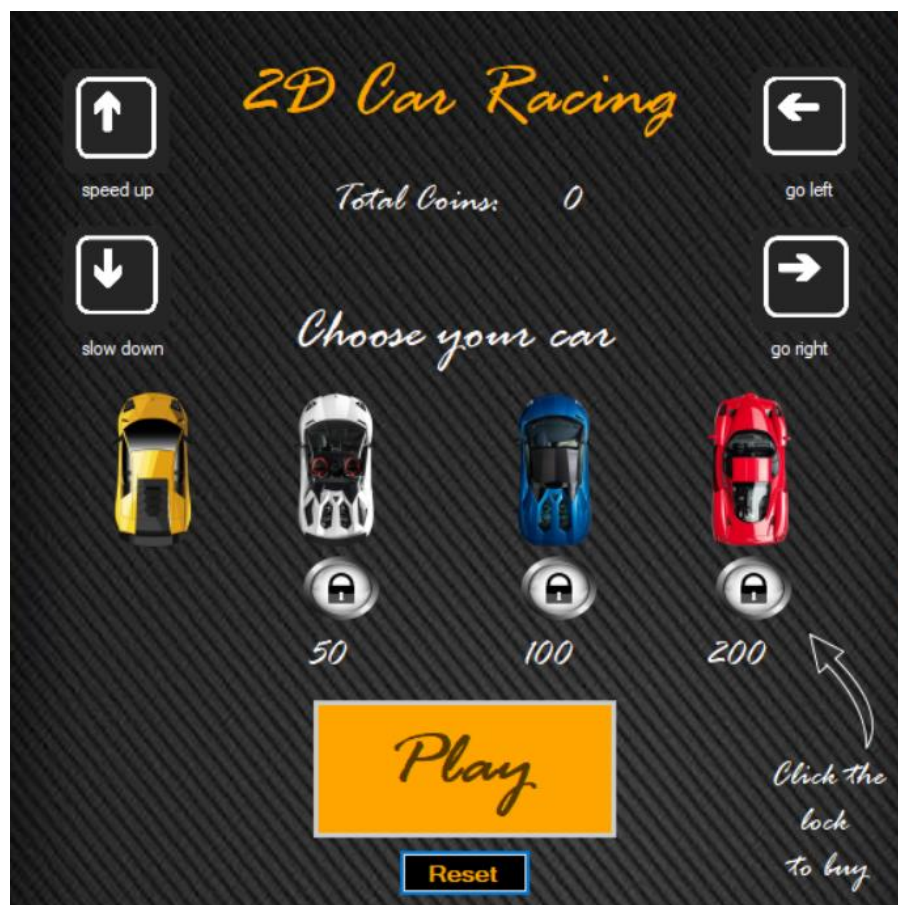 2D Car Racing
speed up
go left
Total Coins: 0
slow down
Choose your car
go right
50
100
200
Play
Click the
lock
to buy
Reset